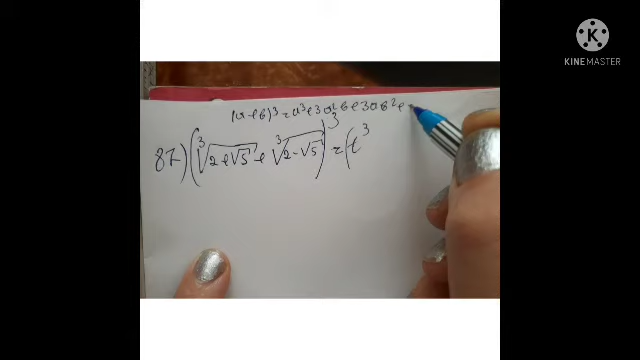 KINEMASTER
(a+b)³=a³+3a²b+3ab²+
87) (∛2+√5 + ∛2-√5)³ = (t³